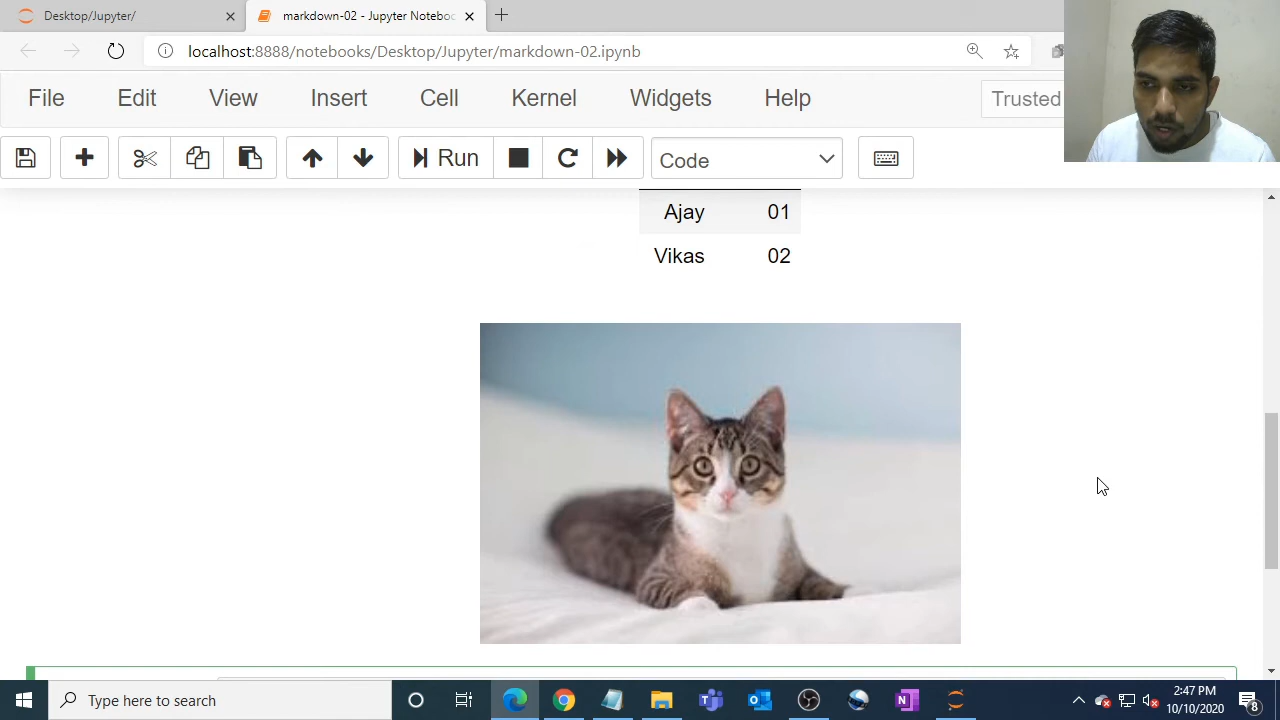 Desktop/Jupyter/
markdown-02 - Jupyter Noteboo
localhost:8888/notebooks/Desktop/Jupyter/markdown-02.ipynb
File Edit View Insert Cell Kernel Widgets Help Trusted
Run Code
Ajay 01
Vikas 02
Type here to search
2:47 PM
10/10/2020
8